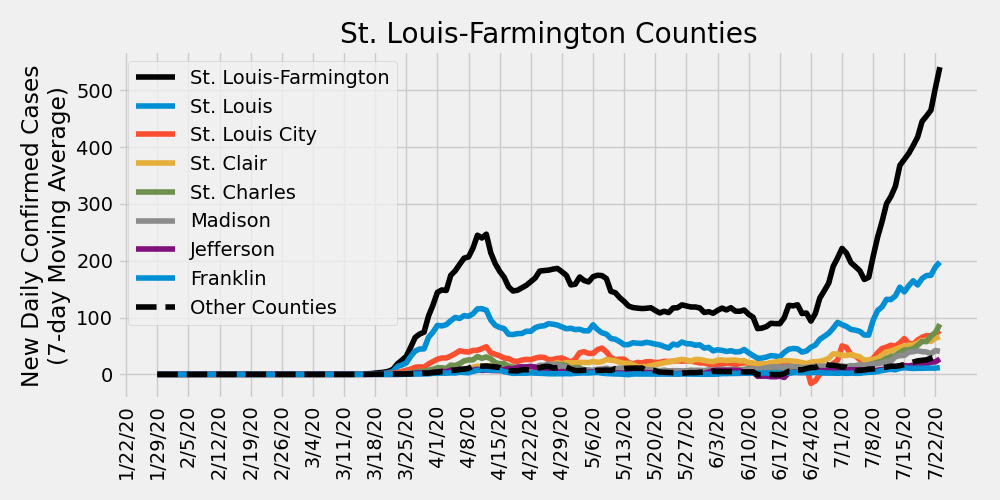 St. Louis-Farmington Counties
New Daily Confirmed Cases
(7-day Moving Average)
500
400
300
200
100
0
St. Louis-Farmington
St. Louis
St. Louis City
St. Clair
St. Charles
Madison
Jefferson
Franklin
Other Counties
1/22/20
1/29/20
2/5/20
2/12/20
2/19/20
2/26/20
3/4/20
3/11/20
3/18/20
3/25/20
4/1/20
4/8/20
4/15/20
4/22/20
4/29/20
5/6/20
5/13/20
5/20/20
5/27/20
6/3/20
6/10/20
6/17/20
6/24/20
7/1/20
7/8/20
7/15/20
7/22/20